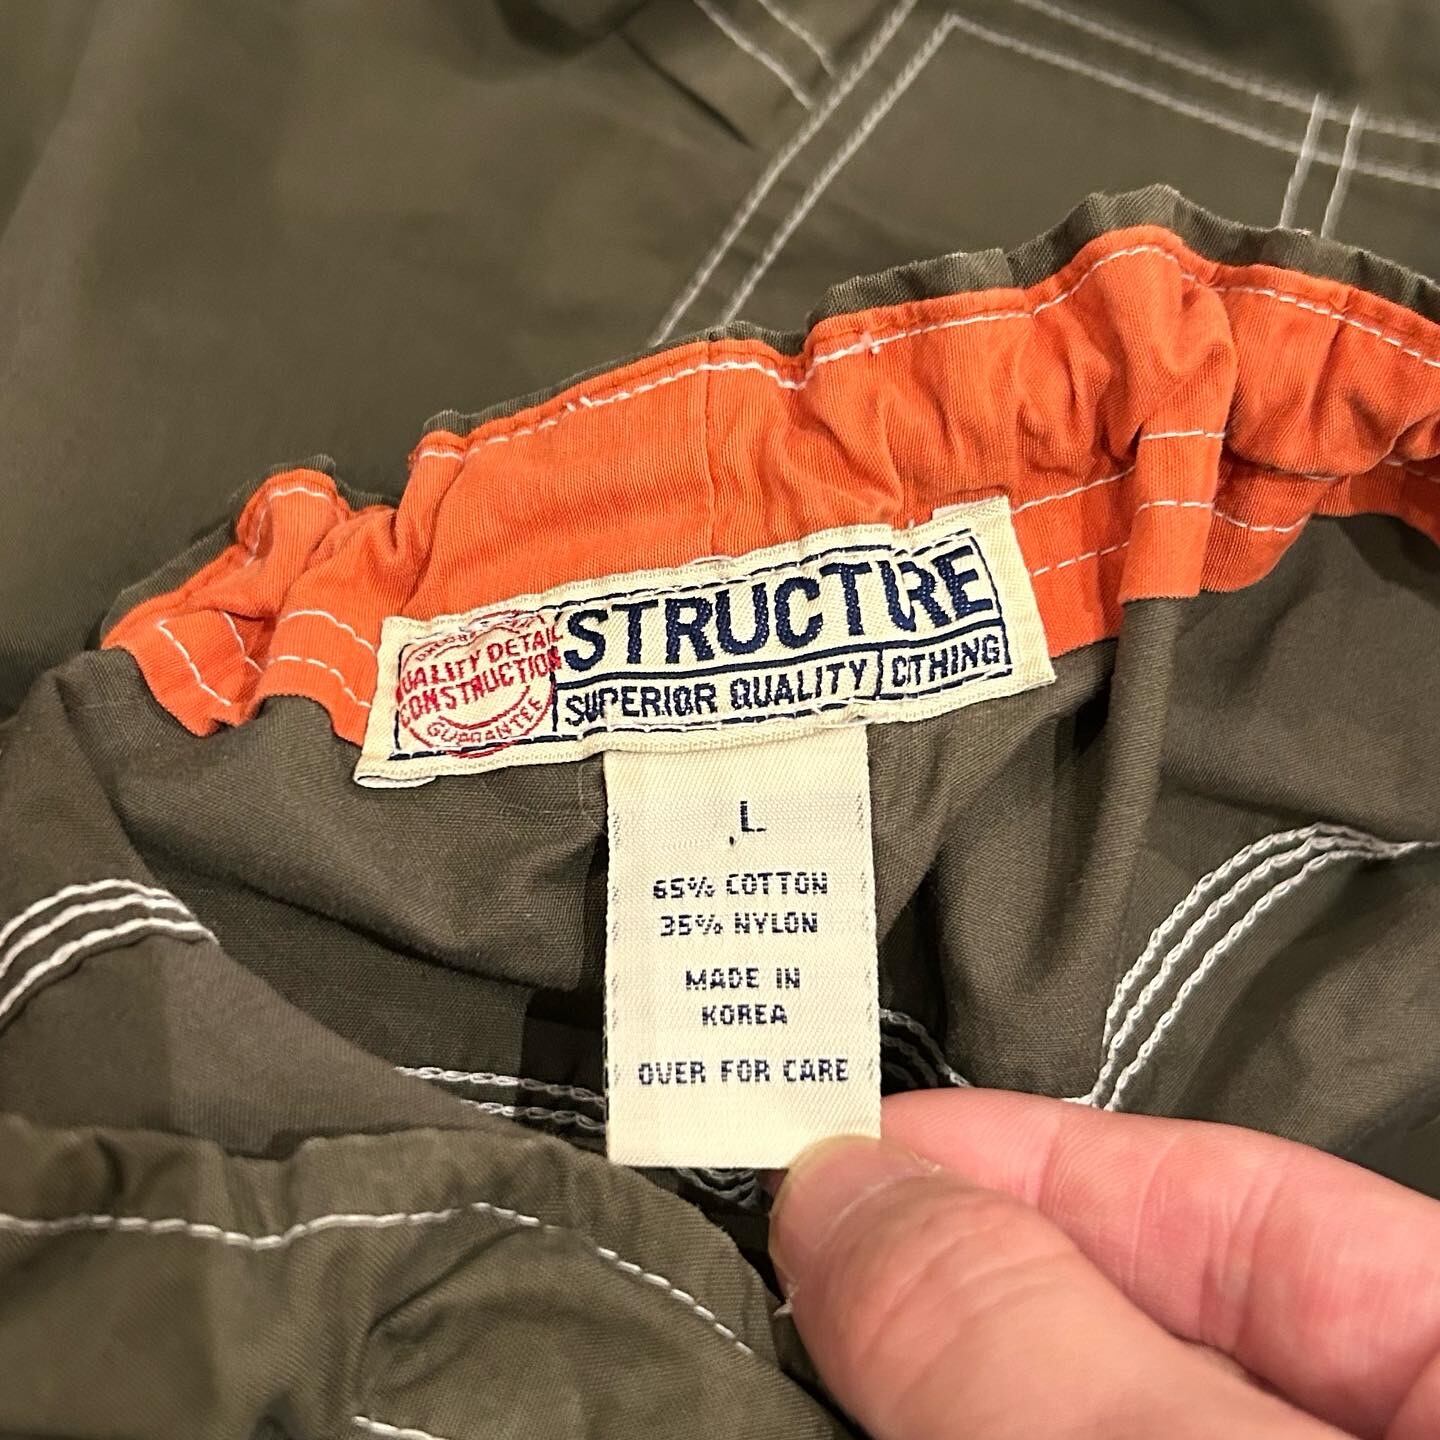 QUALITY DETAIL
CONSTRUCTION
GUARANTEE
STRUCTURE
SUPERIOR QUALITY CLOTHING
L
65% COTTON
35% NYLON
MADE IN
KOREA
OVER FOR CARE